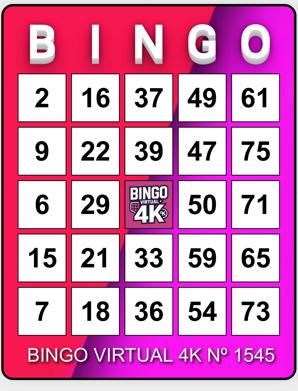 B I N G O
2 16 37 49 61
9 22 39 47 75
6 29 BINGO VIRTUAL 4K 50 71
15 21 33 59 65
7 18 36 54 73
BINGO VIRTUAL 4K Nº 1545